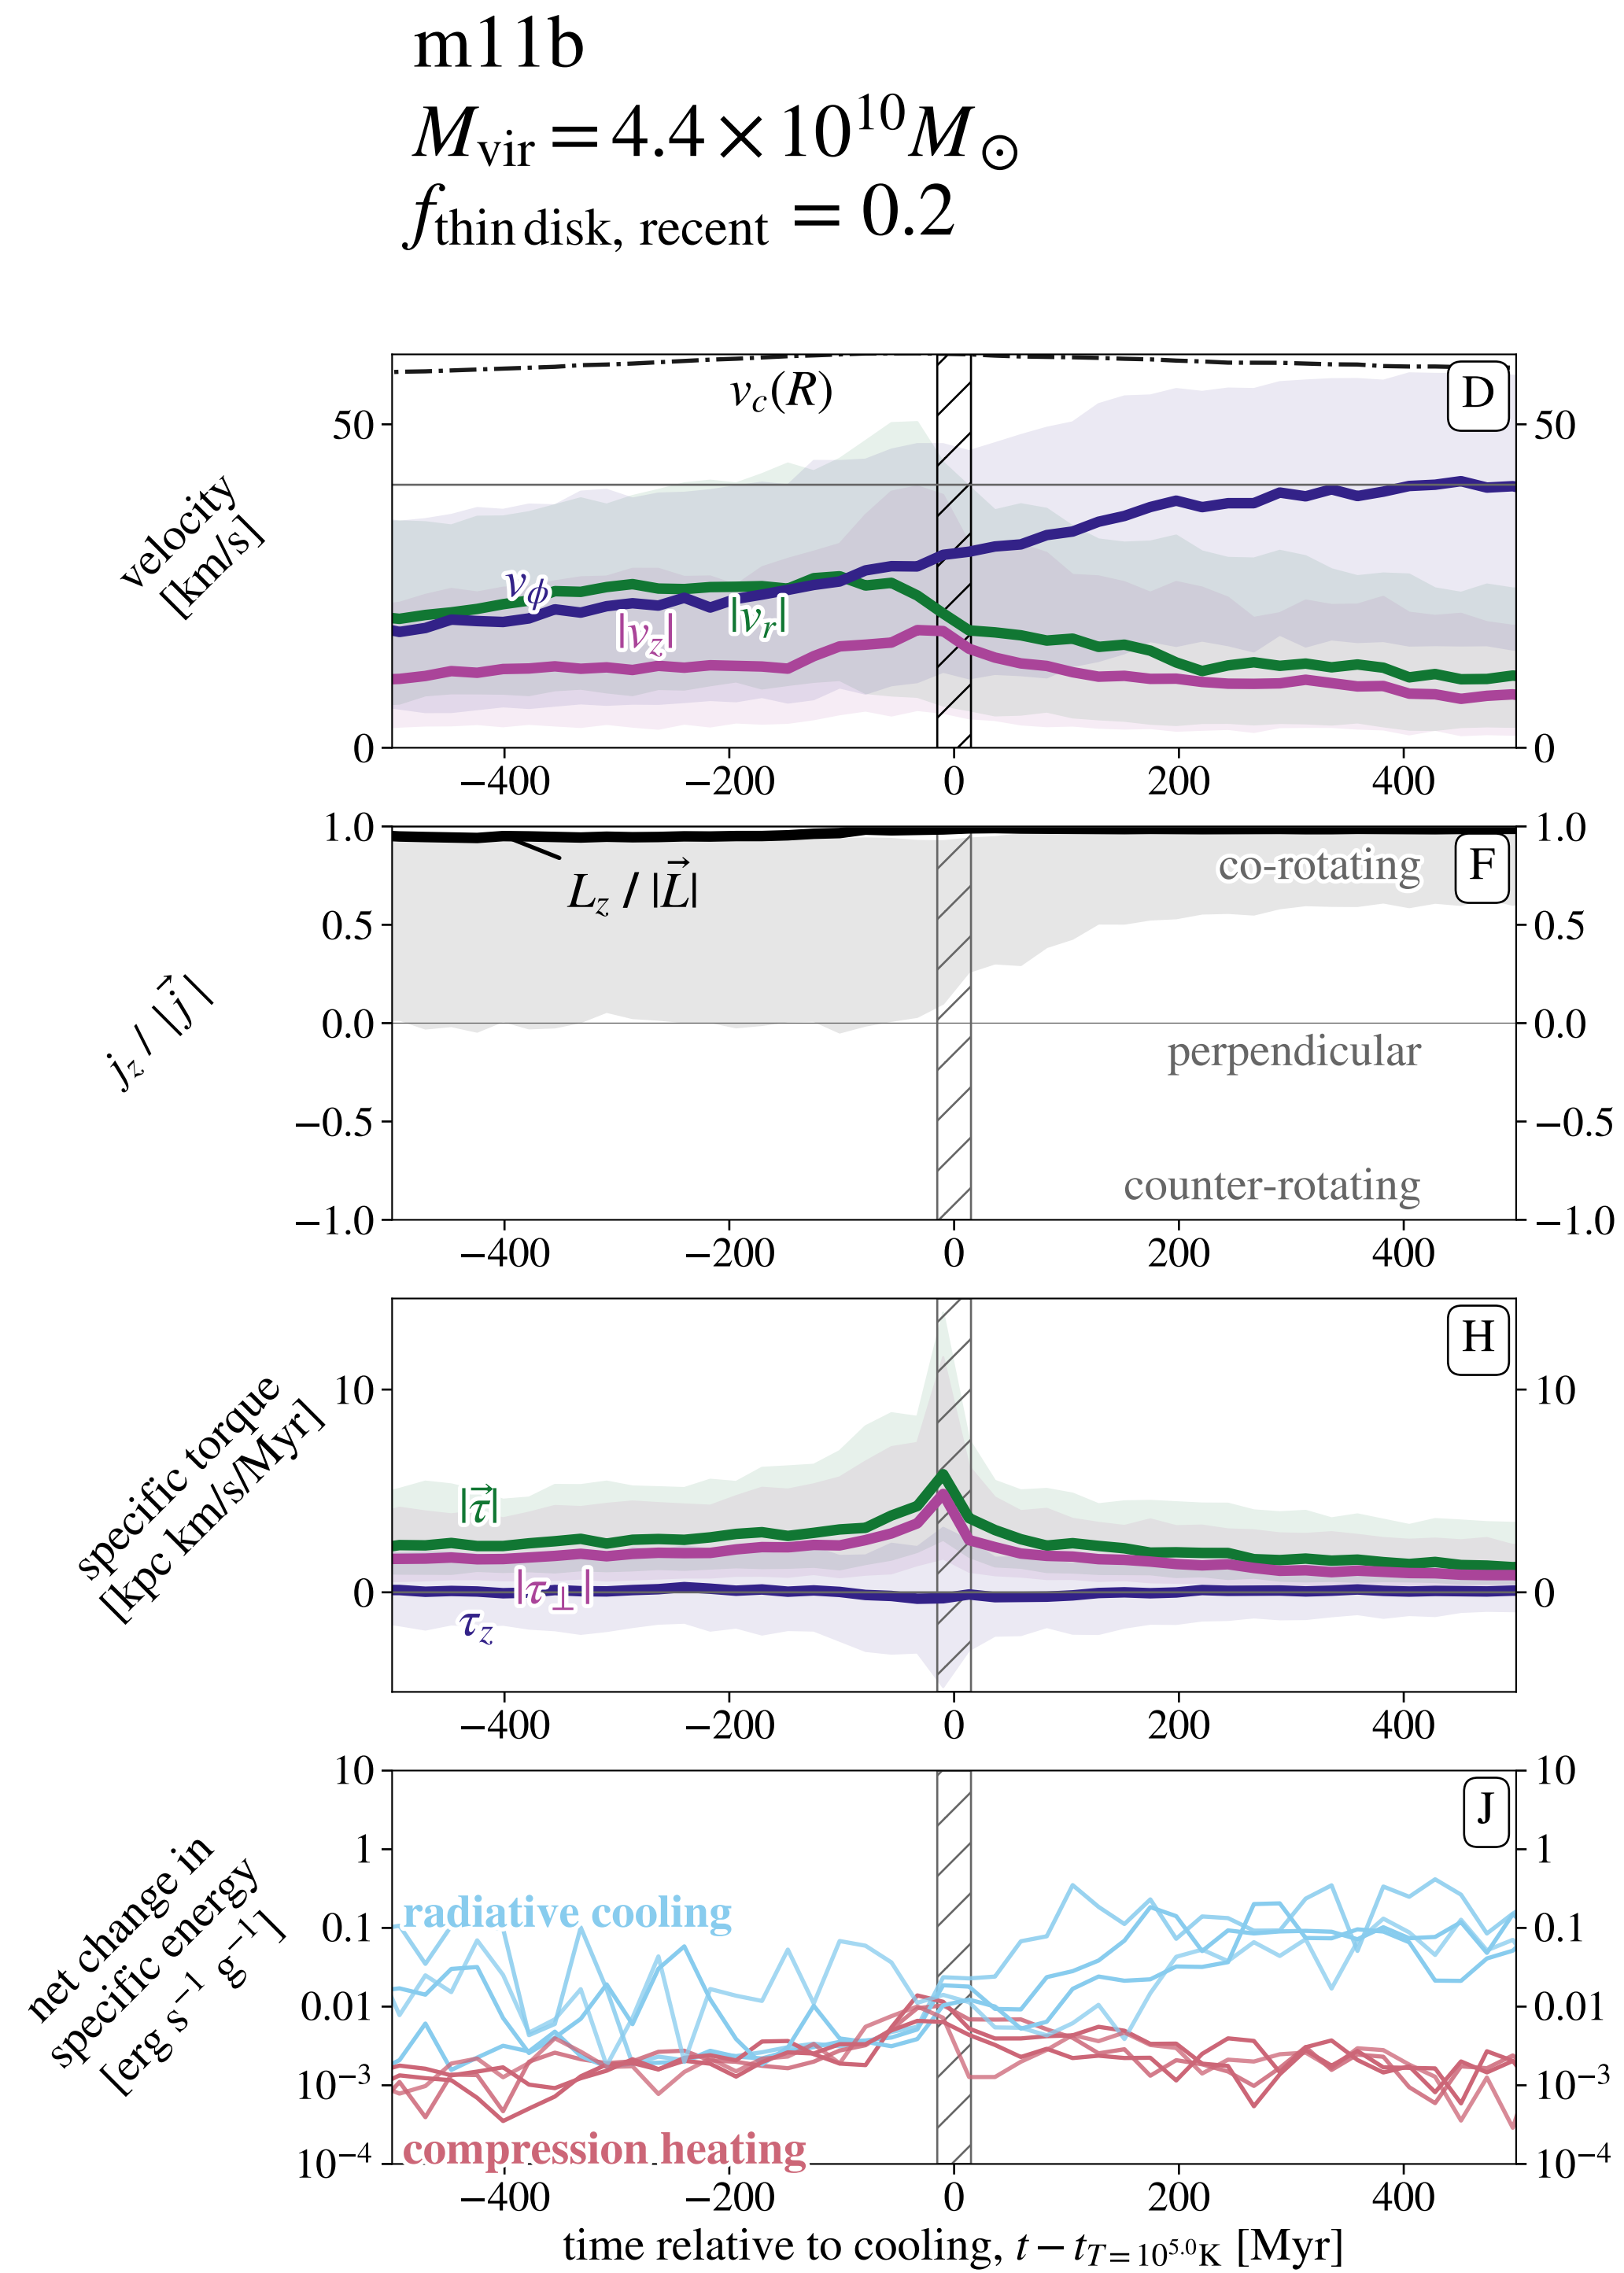 m11b
M_vir = 4.4 × 10^10 M_⊙
f_thin disk, recent = 0.2
velocity
[km/s]
50
0
v_c(R)
D
50
0
v_ϕ
|v_z|
|v_r|
−400 −200 0 200 400
j_z / |j⃗|
1.0
0.5
0.0
−0.5
−1.0
L_z / |L⃗|
co-rotating
F
perpendicular
counter-rotating
1.0
0.5
0.0
−0.5
−1.0
−400 −200 0 200 400
specific torque
[kpc km/s/Myr]
10
0
H
|τ⃗|
|τ_⊥|
τ_z
10
0
−400 −200 0 200 400
net change in
specific energy
[erg s^−1 g^−1]
10
1
0.1
0.01
10^−3
10^−4
J
radiative cooling
compression heating
10
1
0.1
0.01
10^−3
10^−4
−400 −200 0 200 400
time relative to cooling, t − t_{T = 10^5.0 K} [Myr]